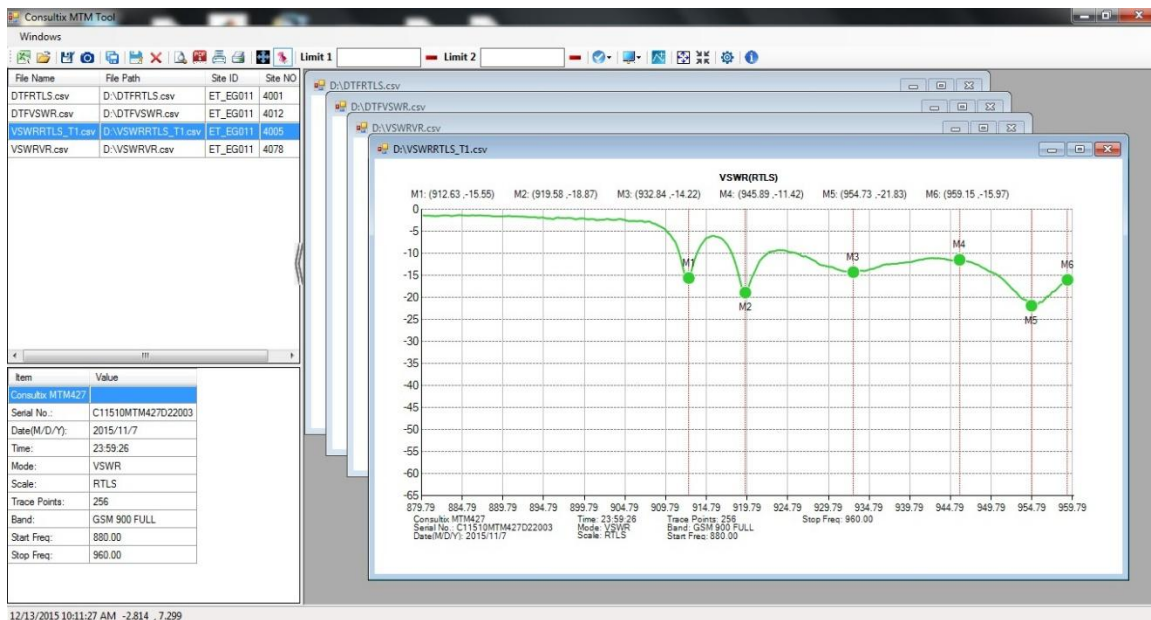 Consultix MTM Tool
Windows
Limit 1 Limit 2
File Name File Path Site ID Site NO
DTFRTLS.csv D:\DTFRTLS.csv ET_EG011 4001
DTFVSWR.csv D:\DTFVSWR.csv ET_EG011 4012
VSWRRTLS_T1.csv D:\VSWRRTLS_T1.csv ET_EG011 4005
VSWRVR.csv D:\VSWRVR.csv ET_EG011 4078
Item Value
Consultix MTM427
Serial No.: C11510MTM427D22003
Date(M/D/Y): 2015/11/7
Time: 23:59:26
Mode: VSWR
Scale: RTLS
Trace Points: 256
Band: GSM 900 FULL
Start Freq: 880.00
Stop Freq: 960.00
D:\DTFRTLS.csv
D:\DTFVSWR.csv
D:\VSWRVR.csv
D:\VSWRRTLS_T1.csv
VSWR(RTLS)
M1: (912.63 ,-15.55) M2: (919.58 ,-18.87) M3: (932.84 ,-14.22) M4: (945.89 ,-11.42) M5: (954.73 ,-21.83) M6: (959.15 ,-15.97)
0
-5
-10
-15
-20
-25
-30
-35
-40
-45
-50
-55
-60
-65
M1
M2
M3
M4
M5
M6
879.79 884.79 889.79 894.79 899.79 904.79 909.79 914.79 919.79 924.79 929.79 934.79 939.79 944.79 949.79 954.79 959.79
Consultix MTM427 Time: 23:59:26 Trace Points: 256 Stop Freq: 960.00
Serial No.: C11510MTM427D22003 Mode: VSWR Band: GSM 900 FULL
Date(M/D/Y): 2015/11/7 Scale: RTLS Start Freq: 880.00
12/13/2015 10:11:27 AM -2.814 , 7.299